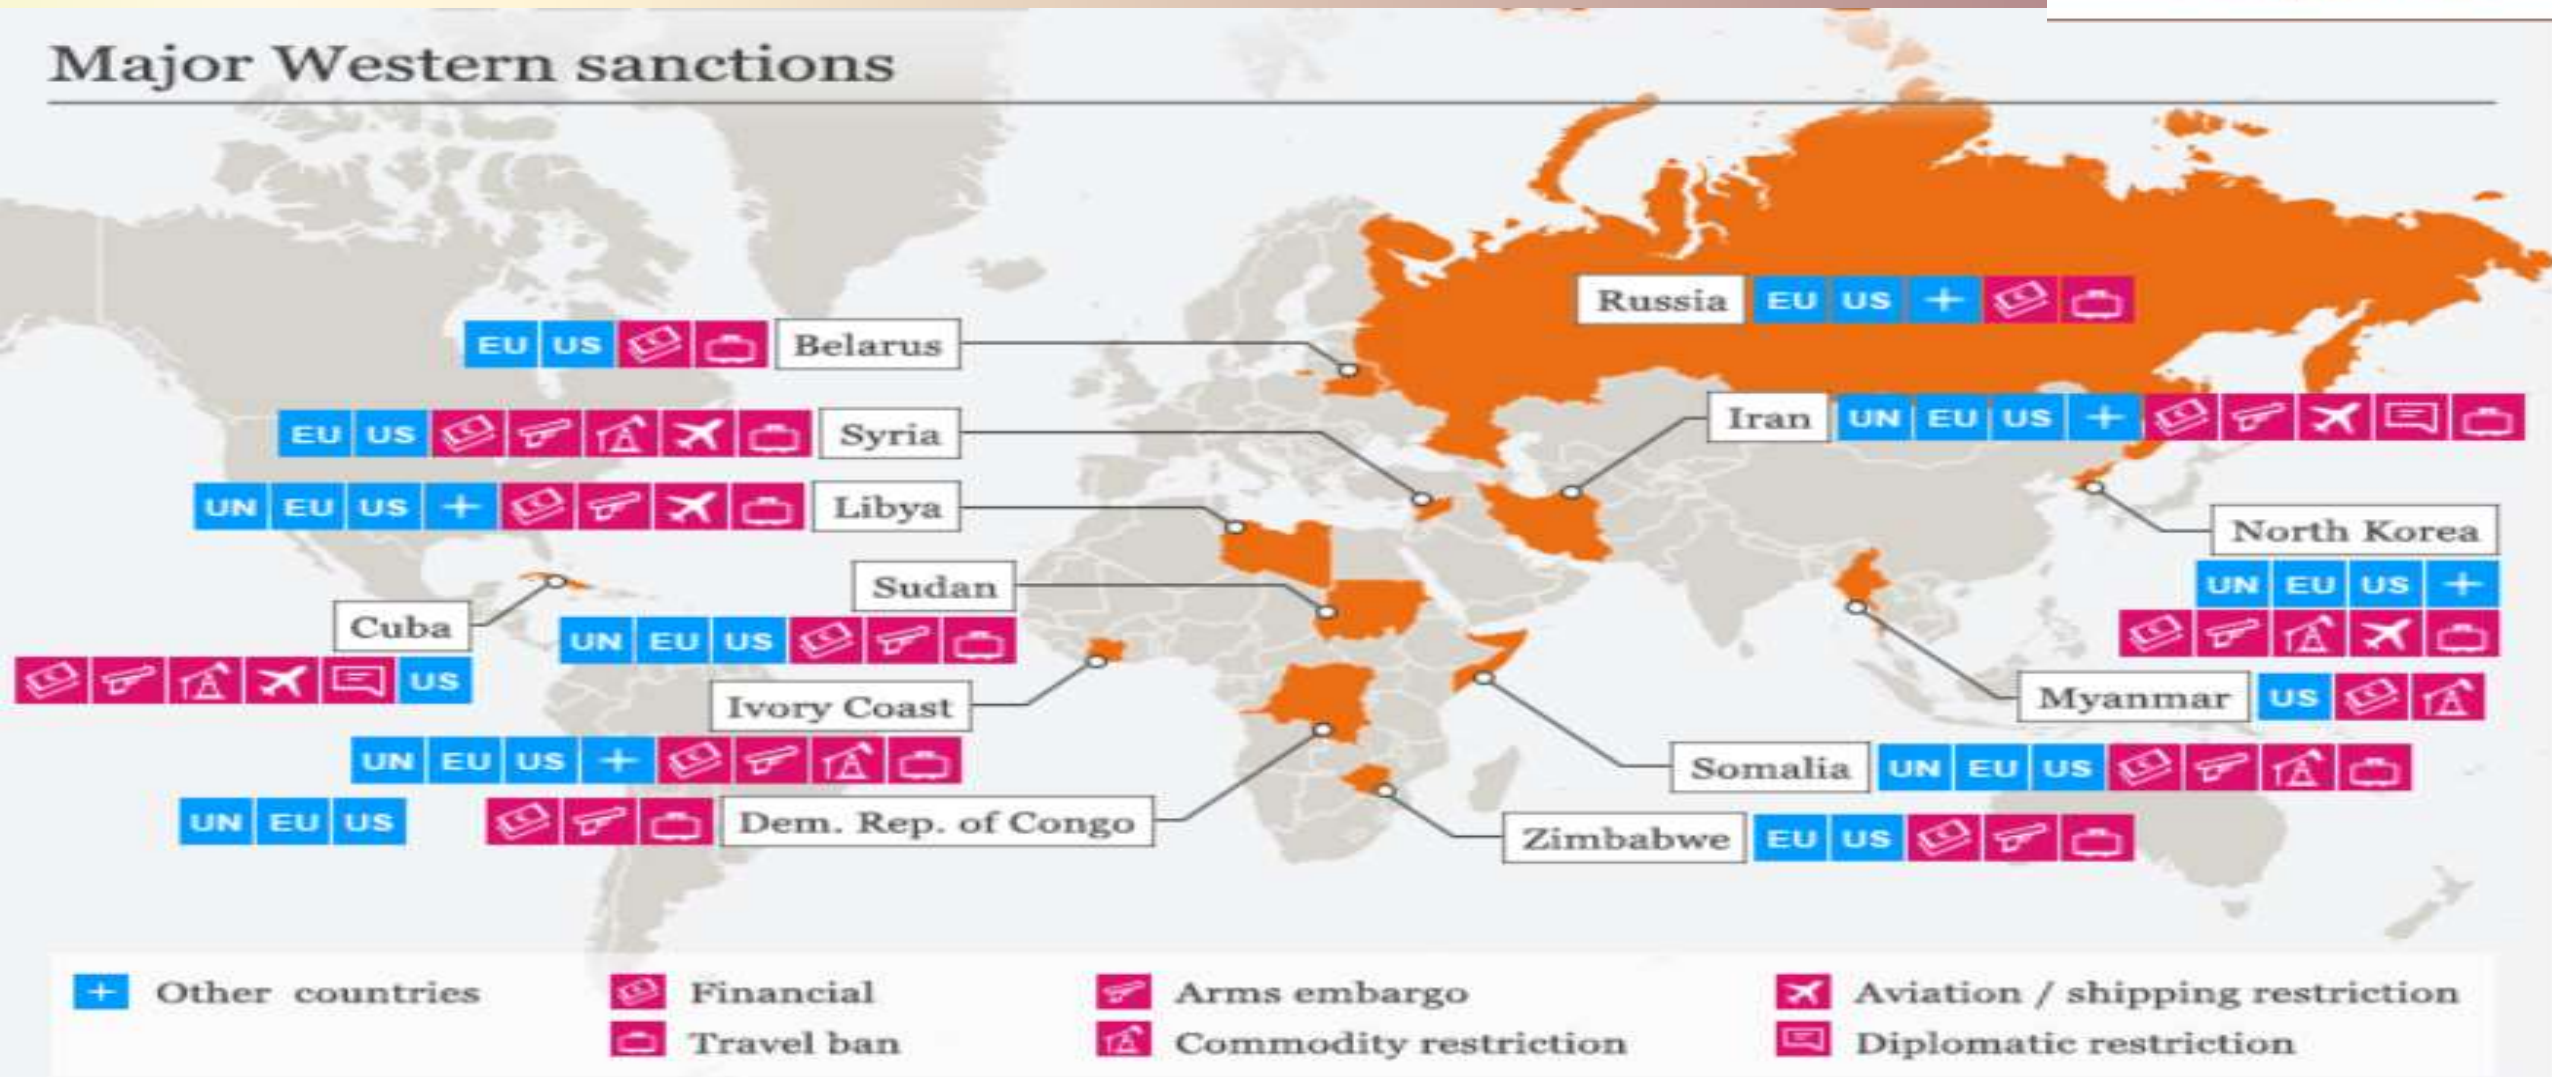 Major Western sanctions
Russia EU US +
EU US Belarus
Iran UN EU US +
EU US Syria
UN EU US + Libya
North Korea
UN EU US +
Sudan
UN EU US
Cuba
US
Myanmar US
Ivory Coast
UN EU US +
Somalia UN EU US
UN EU US Dem. Rep. of Congo
Zimbabwe EU US
+ Other countries
Financial
Arms embargo
Aviation / shipping restriction
Travel ban
Commodity restriction
Diplomatic restriction